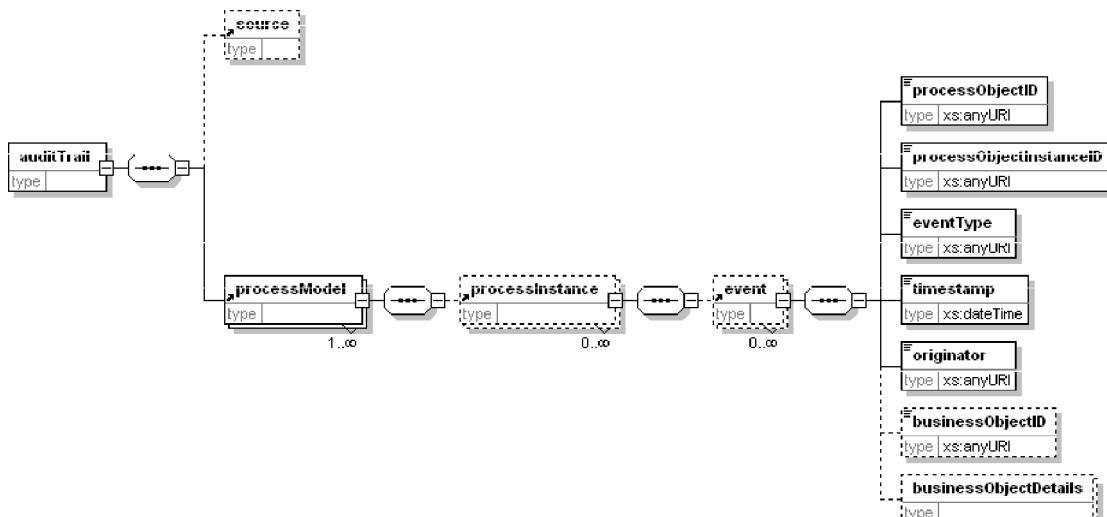 source
type
processObjectID
type xs:anyURI
auditTrail
type
processObjectInstanceID
type xs:anyURI
eventType
type xs:anyURI
processModel
type
1..∞
processInstance
type
0..∞
event
type
0..∞
timestamp
type xs:dateTime
originator
type xs:anyURI
businessObjectID
type xs:anyURI
businessObjectDetails
type